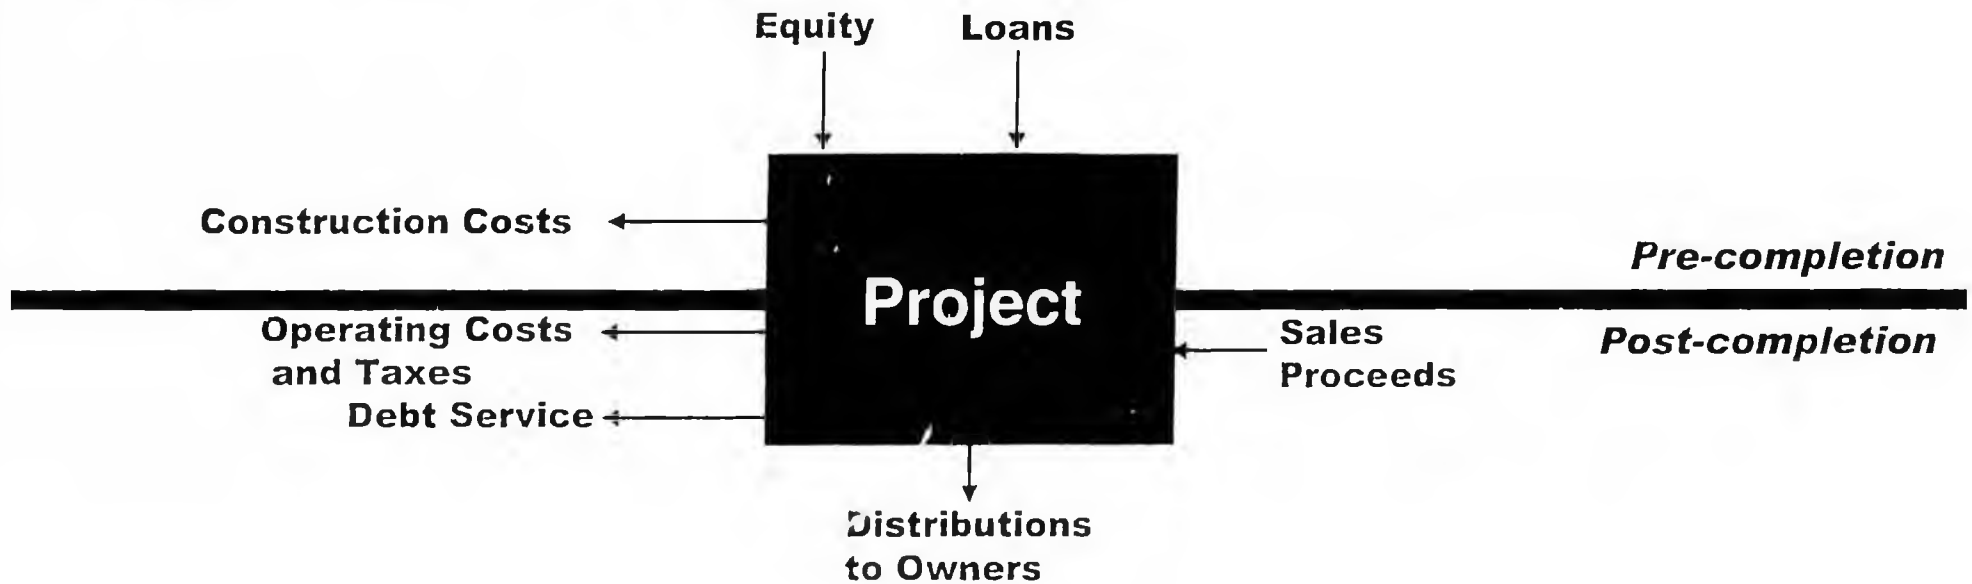 Equity
Loans
Construction Costs
Pre-completion
Project
Operating Costs
and Taxes
Sales
Proceeds
Post-completion
Debt Service
Distributions
to Owners